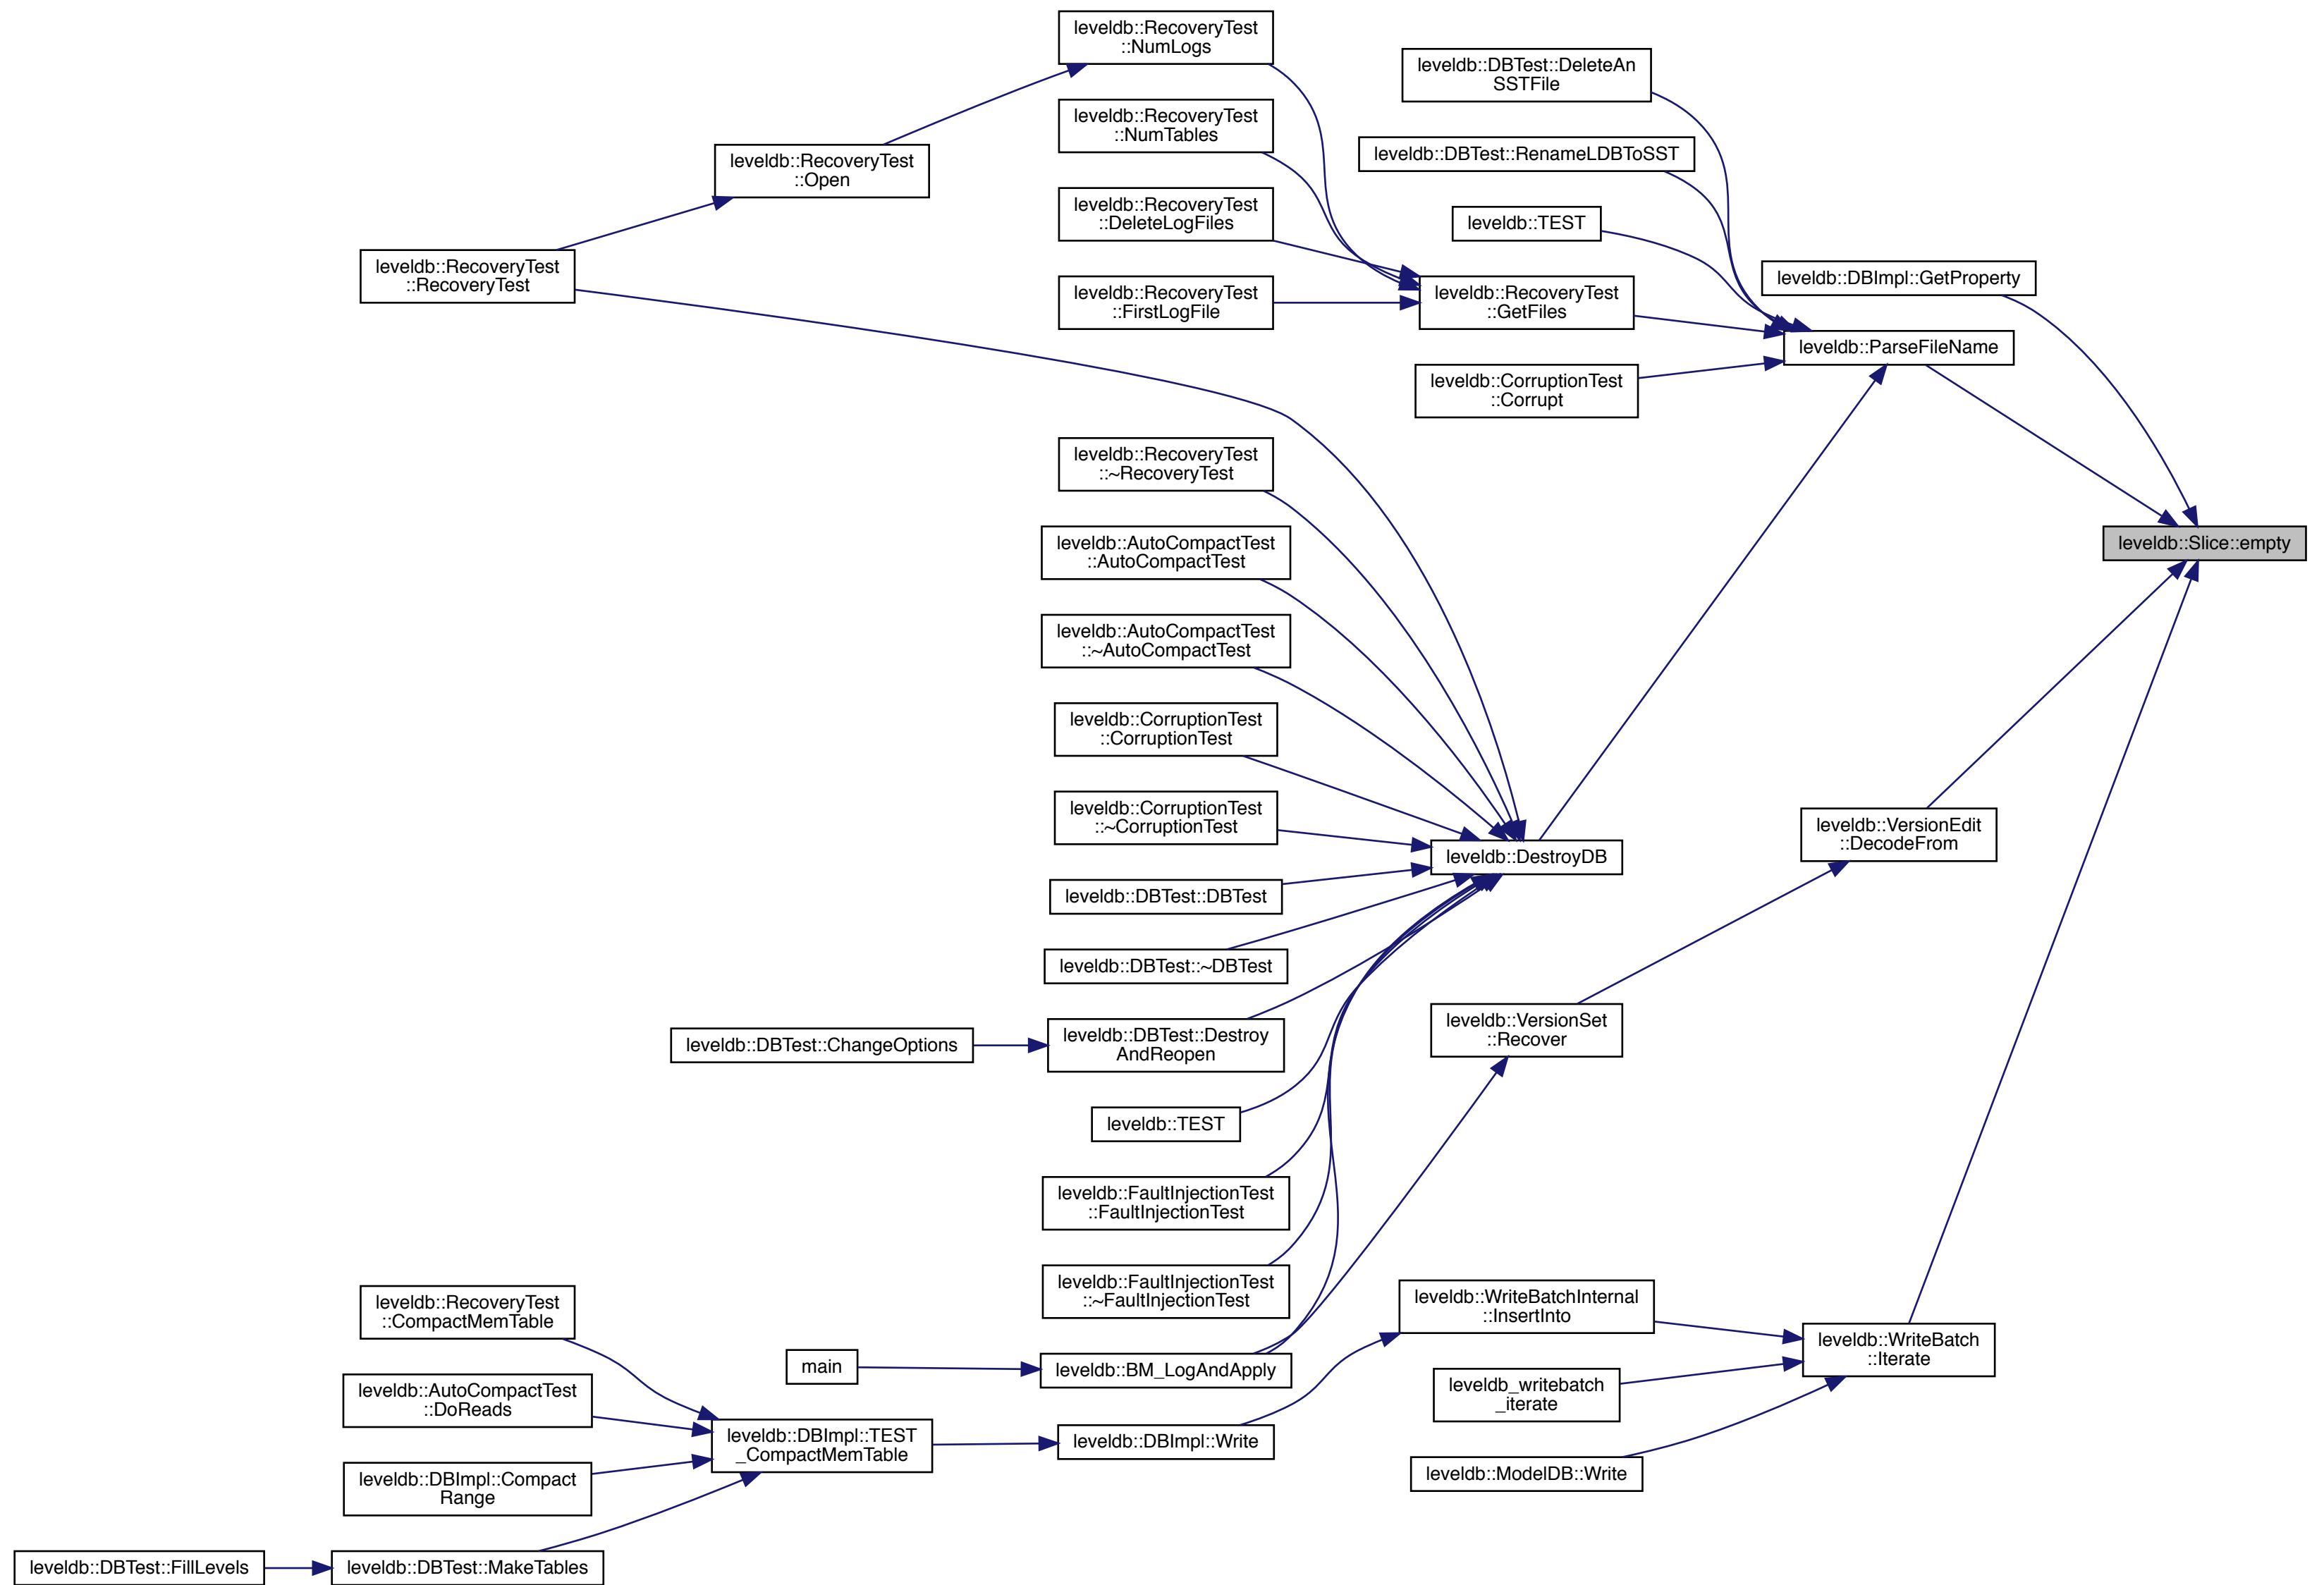 leveldb::RecoveryTest
::NumLogs
leveldb::DBTest::DeleteAn
SSTFile
leveldb::RecoveryTest
::NumTables
leveldb::DBTest::RenameLDBToSST
leveldb::RecoveryTest
::Open
leveldb::RecoveryTest
::DeleteLogFiles
leveldb::TEST
leveldb::RecoveryTest
::RecoveryTest
leveldb::DBImpl::GetProperty
leveldb::RecoveryTest
::FirstLogFile
leveldb::RecoveryTest
::GetFiles
leveldb::ParseFileName
leveldb::CorruptionTest
::Corrupt
leveldb::RecoveryTest
::~RecoveryTest
leveldb::AutoCompactTest
::AutoCompactTest
leveldb::Slice::empty
leveldb::AutoCompactTest
::~AutoCompactTest
leveldb::CorruptionTest
::CorruptionTest
leveldb::CorruptionTest
::~CorruptionTest
leveldb::VersionEdit
::DecodeFrom
leveldb::DestroyDB
leveldb::DBTest::DBTest
leveldb::DBTest::~DBTest
leveldb::VersionSet
::Recover
leveldb::DBTest::ChangeOptions
leveldb::DBTest::Destroy
AndReopen
leveldb::TEST
leveldb::FaultInjectionTest
::FaultInjectionTest
leveldb::FaultInjectionTest
::~FaultInjectionTest
leveldb::RecoveryTest
::CompactMemTable
leveldb::WriteBatchInternal
::InsertInto
leveldb::WriteBatch
::Iterate
main
leveldb::BM_LogAndApply
leveldb::AutoCompactTest
::DoReads
leveldb_writebatch
_iterate
leveldb::DBImpl::TEST
_CompactMemTable
leveldb::DBImpl::Write
leveldb::ModelDB::Write
leveldb::DBImpl::Compact
Range
leveldb::DBTest::FillLevels
leveldb::DBTest::MakeTables